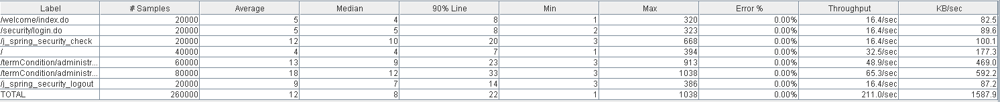 Label # Samples Average Median 90% Line Min Max Error % Throughput KB/sec
/welcome/index.do 20000 5 4 8 1 320 0.00% 16.4/sec 82.5
/security/login.do 20000 5 5 8 2 323 0.00% 16.4/sec 89.6
/j_spring_security_check 20000 12 10 20 3 668 0.00% 16.4/sec 100.1
/ 40000 4 4 7 1 394 0.00% 32.5/sec 177.3
/termCondition/administr... 60000 13 9 23 3 913 0.00% 48.9/sec 469.0
/termCondition/administr... 80000 18 12 33 3 1038 0.00% 65.3/sec 592.2
/j_spring_security_logout 20000 9 7 14 3 386 0.00% 16.4/sec 87.2
TOTAL 260000 12 8 22 1 1038 0.00% 211.0/sec 1587.9